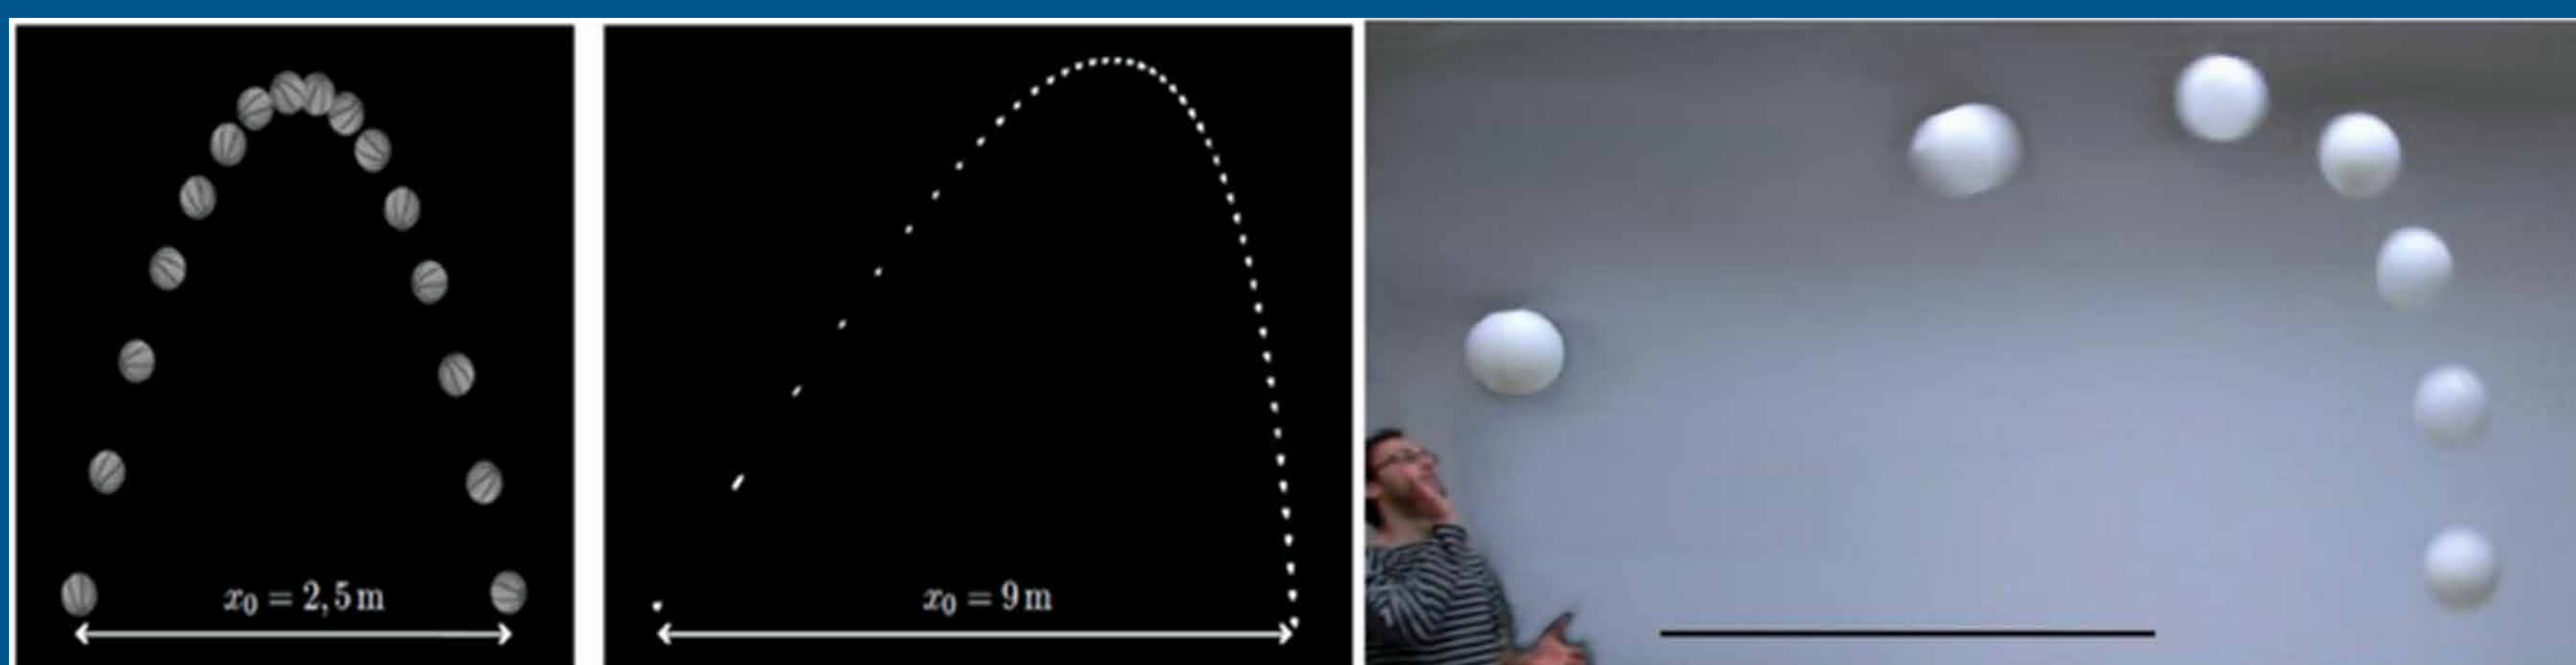 x₀ = 2,5 m
x₀ = 9 m